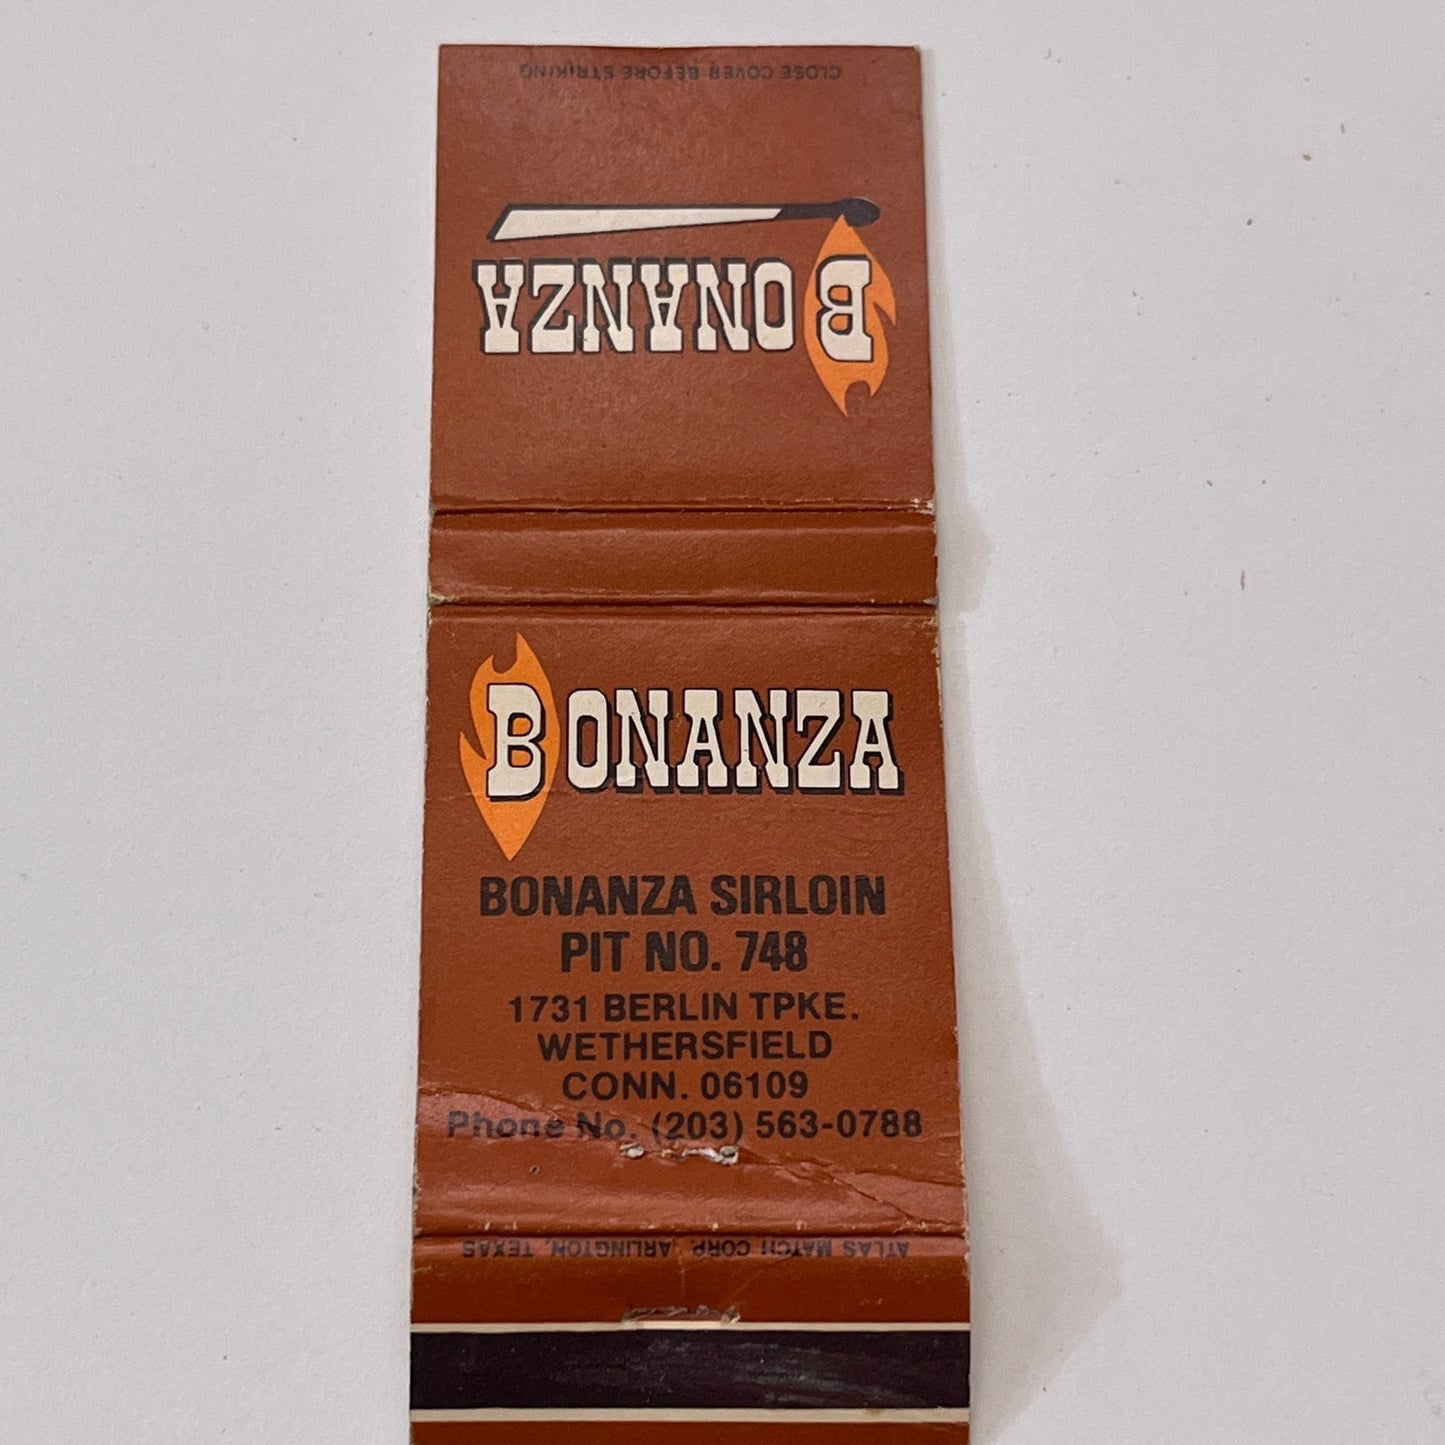 CLOSE COVER BEFORE STRIKING
BONANZA
BONANZA
BONANZA SIRLOIN
PIT NO. 748
1731 BERLIN TPKE.
WETHERSFIELD
CONN. 06109
Phone No. (203) 563-0788
ATLAS MATCH CORP. ARLINGTON, TEXAS